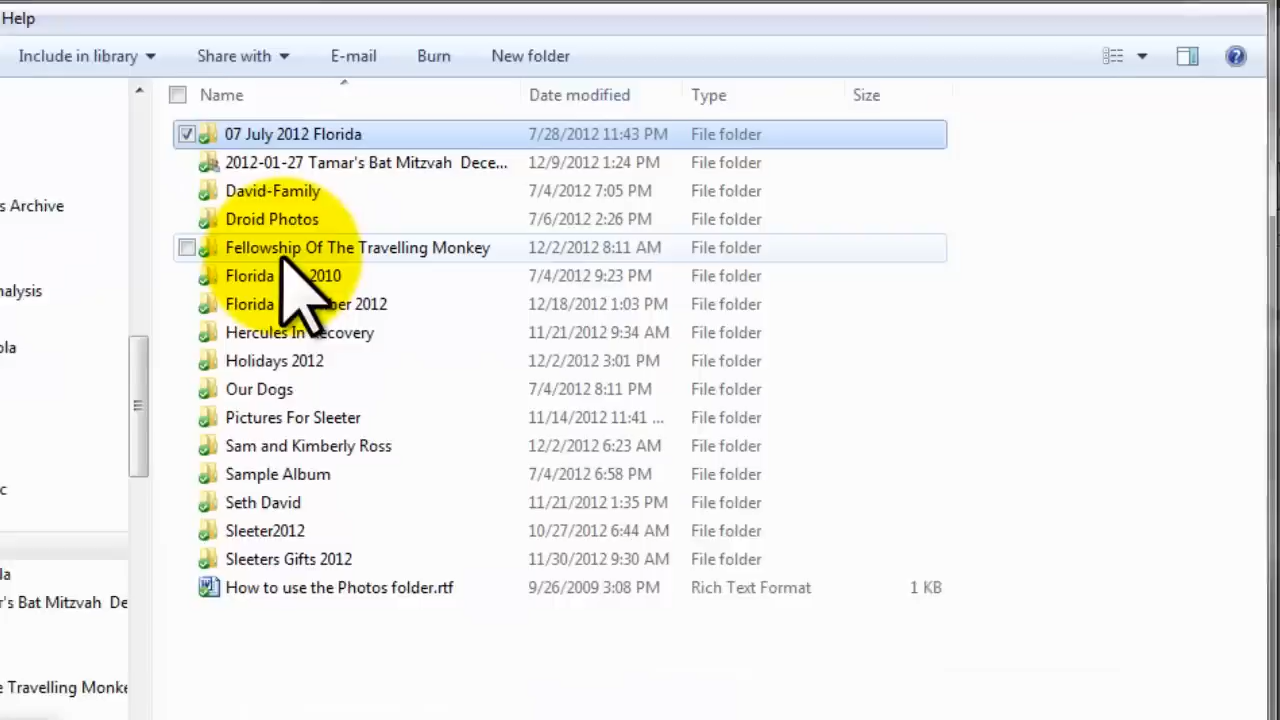 Help
Include in library Share with E-mail Burn New folder
Name Date modified Type Size
07 July 2012 Florida 7/28/2012 11:43 PM File folder
2012-01-27 Tamar's Bat Mitzvah Dece... 12/9/2012 1:24 PM File folder
David-Family 7/4/2012 7:05 PM File folder
Droid Photos 7/6/2012 2:26 PM File folder
Fellowship Of The Travelling Monkey 12/2/2012 8:11 AM File folder
Florida 2010 7/4/2012 9:23 PM File folder
Florida ber 2012 12/18/2012 1:03 PM File folder
Hercules In Recovery 11/21/2012 9:34 AM File folder
Holidays 2012 12/2/2012 3:01 PM File folder
Our Dogs 7/4/2012 8:11 PM File folder
Pictures For Sleeter 11/14/2012 11:41 ... File folder
Sam and Kimberly Ross 12/2/2012 6:23 AM File folder
Sample Album 7/4/2012 6:58 PM File folder
Seth David 11/21/2012 1:35 PM File folder
Sleeter2012 10/27/2012 6:44 AM File folder
Sleeters Gifts 2012 11/30/2012 9:30 AM File folder
How to use the Photos folder.rtf 9/26/2009 3:08 PM Rich Text Format 1 KB
s Archive
nalysis
ola
c
la
r's Bat Mitzvah De
e Travelling Monke